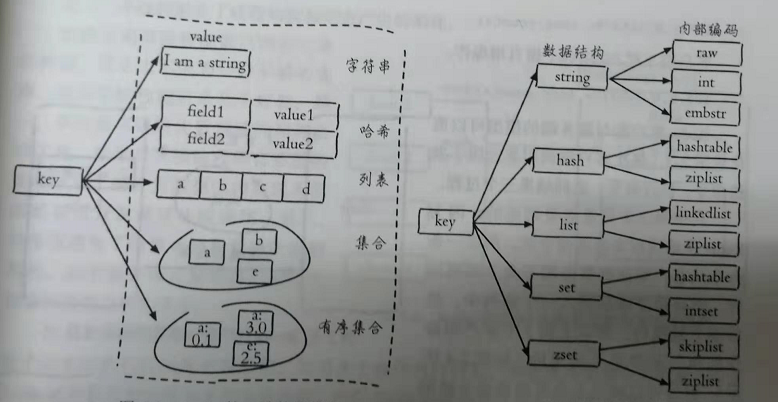 value
I am a string
字符串
field1 value1
field2 value2
哈希
key
a b c d
列表
a b e
集合
a: 0.1
a: 3.0
e: 2.5
有序集合
数据结构
内部编码
key
string
raw
int
embstr
hash
hashtable
ziplist
list
linkedlist
ziplist
set
hashtable
intset
zset
skiplist
ziplist